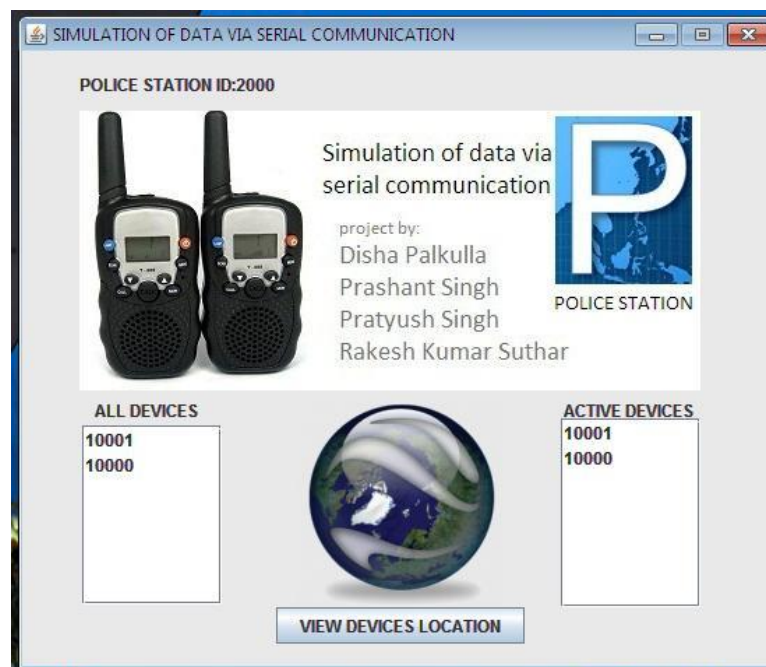 SIMULATION OF DATA VIA SERIAL COMMUNICATION
POLICE STATION ID:2000
Simulation of data via
serial communication
project by:
Disha Palkulla
Prashant Singh
Pratyush Singh
Rakesh Kumar Suthar
P
POLICE STATION
ALL DEVICES
10001
10000
ACTIVE DEVICES
10001
10000
VIEW DEVICES LOCATION